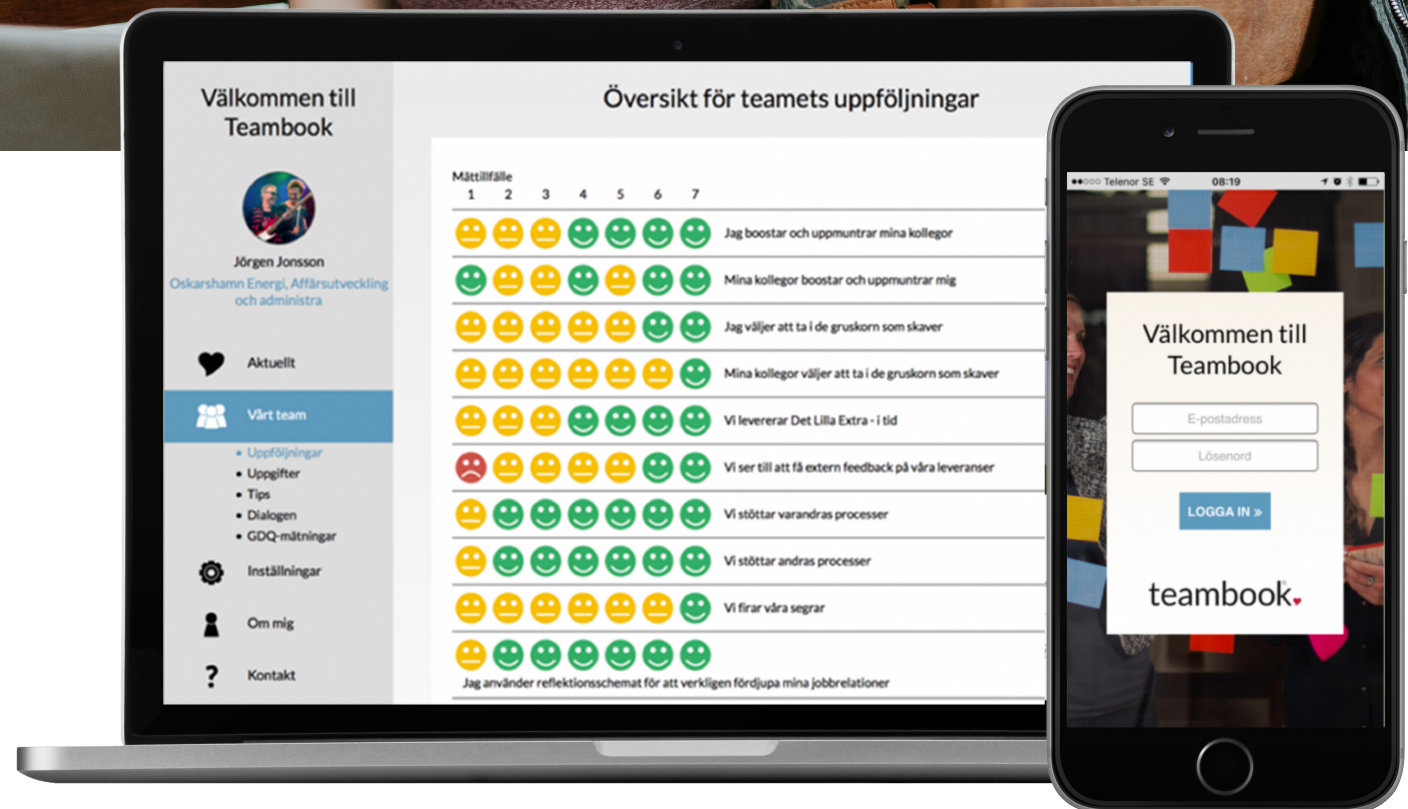 Välkommen till
Teambook
Jörgen Jonsson
Oskarshamn Energi, Affärsutveckling
och administra
Aktuellt
Vårt team
• Uppföljningar
• Uppgifter
• Tips
• Dialogen
• GDQ-mätningar
Inställningar
Om mig
? Kontakt
Översikt för teamets uppföljningar
Mättillfälle
1 2 3 4 5 6 7
Jag boostar och uppmuntrar mina kollegor
Mina kollegor boostar och uppmuntrar mig
Jag väljer att ta i de gruskorn som skaver
Mina kollegor väljer att ta i de gruskorn som skaver
Vi levererar Det Lilla Extra - i tid
Vi ser till att få extern feedback på våra leveranser
Vi stöttar varandras processer
Vi stöttar andras processer
Vi firar våra segrar
Jag använder reflektionsschemat för att verkligen fördjupa mina jobbrelationer
Telenor SE 08:19
Välkommen till
Teambook
E-postadress
Lösenord
LOGGA IN »
teambook